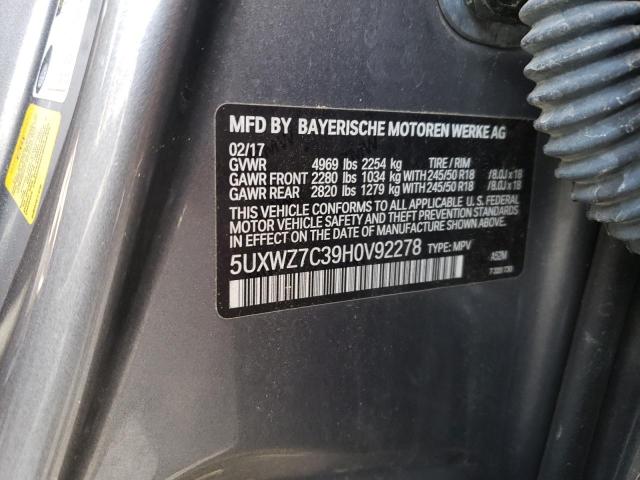 MFD BY BAYERISCHE MOTOREN WERKE AG
02/17
GVWR 4969 lbs 2254 kg TIRE / RIM
GAWR FRONT 2280 lbs 1034 kg WITH 245/50 R18 / 8.0J x 18
GAWR REAR 2820 lbs 1279 kg WITH 245/50 R18 / 8.0J x 18
THIS VEHICLE CONFORMS TO ALL APPLICABLE U. S. FEDERAL
MOTOR VEHICLE SAFETY AND THEFT PREVENTION STANDARDS
IN EFFECT ON THE DATE OF MANUFACTURE SHOWN ABOVE.
5UXWZ7C39H0V92278 TYPE: MPV